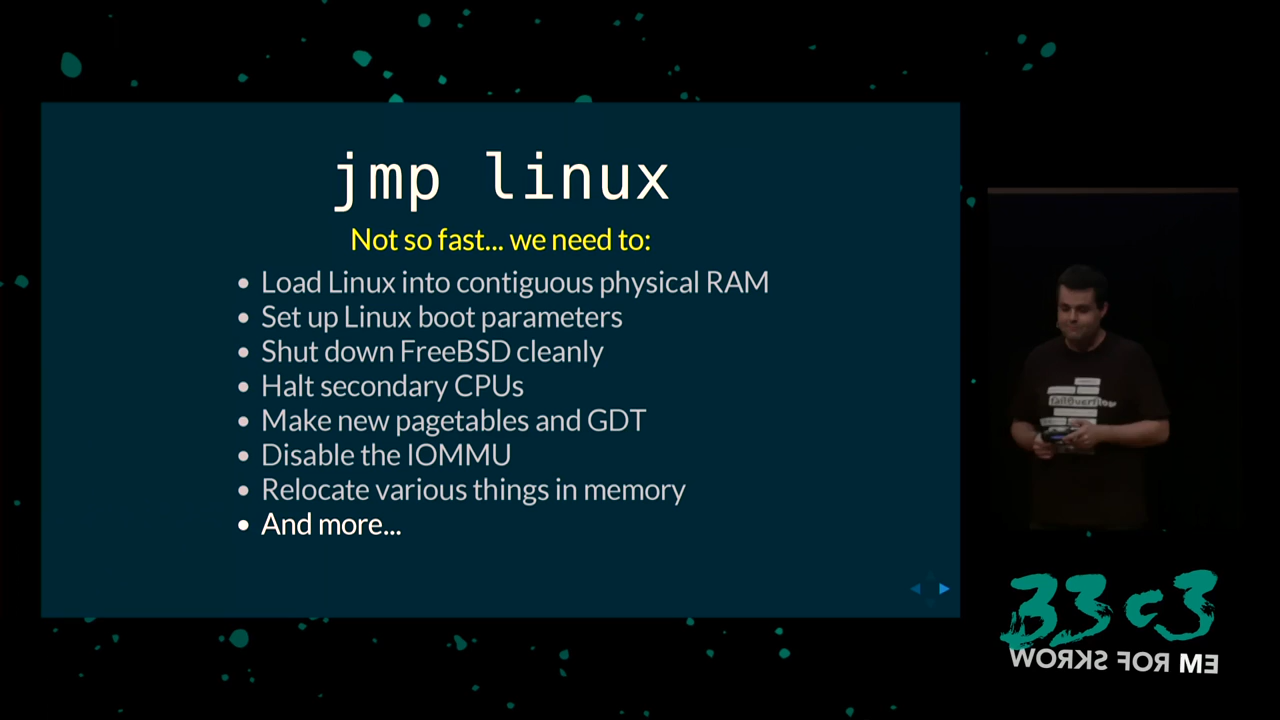 jmp linux
Not so fast... we need to:
• Load Linux into contiguous physical RAM
• Set up Linux boot parameters
• Shut down FreeBSD cleanly
• Halt secondary CPUs
• Make new pagetables and GDT
• Disable the IOMMU
• Relocate various things in memory
• And more...
fail0verflow
33c3
WORKS FOR ME